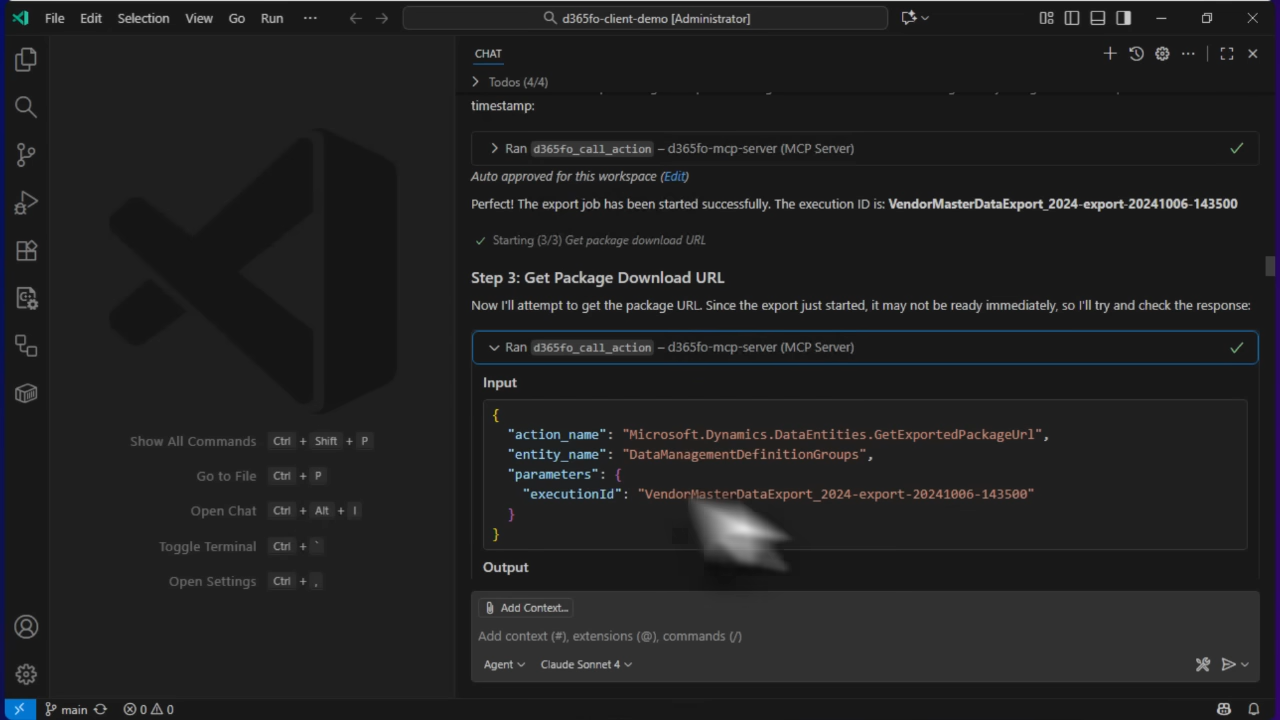 File Edit Selection View Go Run ··· d365fo-client-demo [Administrator]
CHAT
Todos (4/4)
timestamp:
Ran d365fo_call_action – d365fo-mcp-server (MCP Server)
Auto approved for this workspace (Edit)
Perfect! The export job has been started successfully. The execution ID is: VendorMasterDataExport_2024-export-20241006-143500
Starting (3/3) Get package download URL
Step 3: Get Package Download URL
Now I'll attempt to get the package URL. Since the export just started, it may not be ready immediately, so I'll try and check the response:
Ran d365fo_call_action – d365fo-mcp-server (MCP Server)
Input
{
"action_name": "Microsoft.Dynamics.DataEntities.GetExportedPackageUrl",
"entity_name": "DataManagementDefinitionGroups",
"parameters": {
"executionId": "VendorMasterDataExport_2024-export-20241006-143500"
}
}
Output
Show All Commands Ctrl + Shift + P
Go to File Ctrl + P
Open Chat Ctrl + Alt + I
Toggle Terminal Ctrl + `
Open Settings Ctrl + ,
Add Context...
Add context (#), extensions (@), commands (/)
Agent Claude Sonnet 4
main 0 0